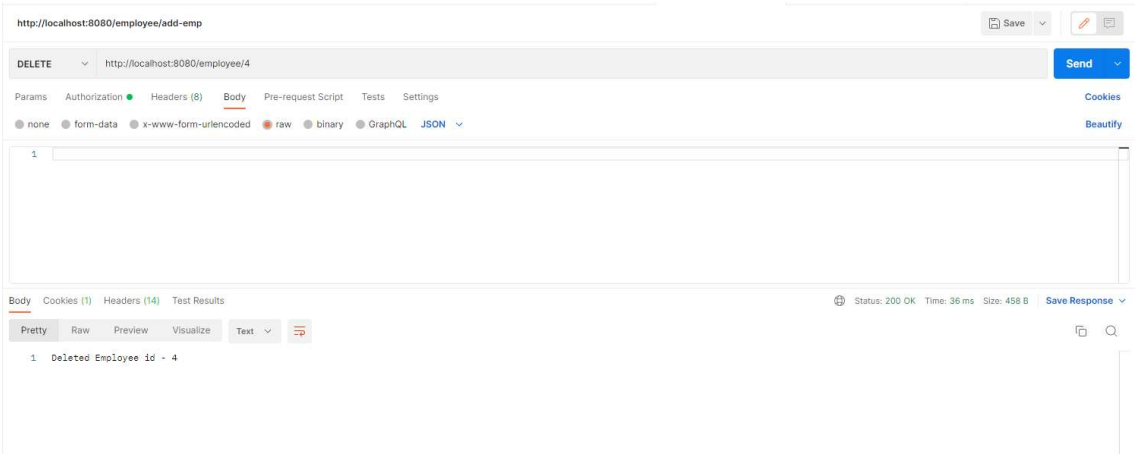 http://localhost:8080/employee/add-emp Save
DELETE http://localhost:8080/employee/4 Send
Params Authorization Headers (8) Body Pre-request Script Tests Settings Cookies
none form-data x-www-form-urlencoded raw binary GraphQL JSON Beautify
1
Body Cookies (1) Headers (14) Test Results Status: 200 OK Time: 36 ms Size: 458 B Save Response
Pretty Raw Preview Visualize Text
1 Deleted Employee id - 4